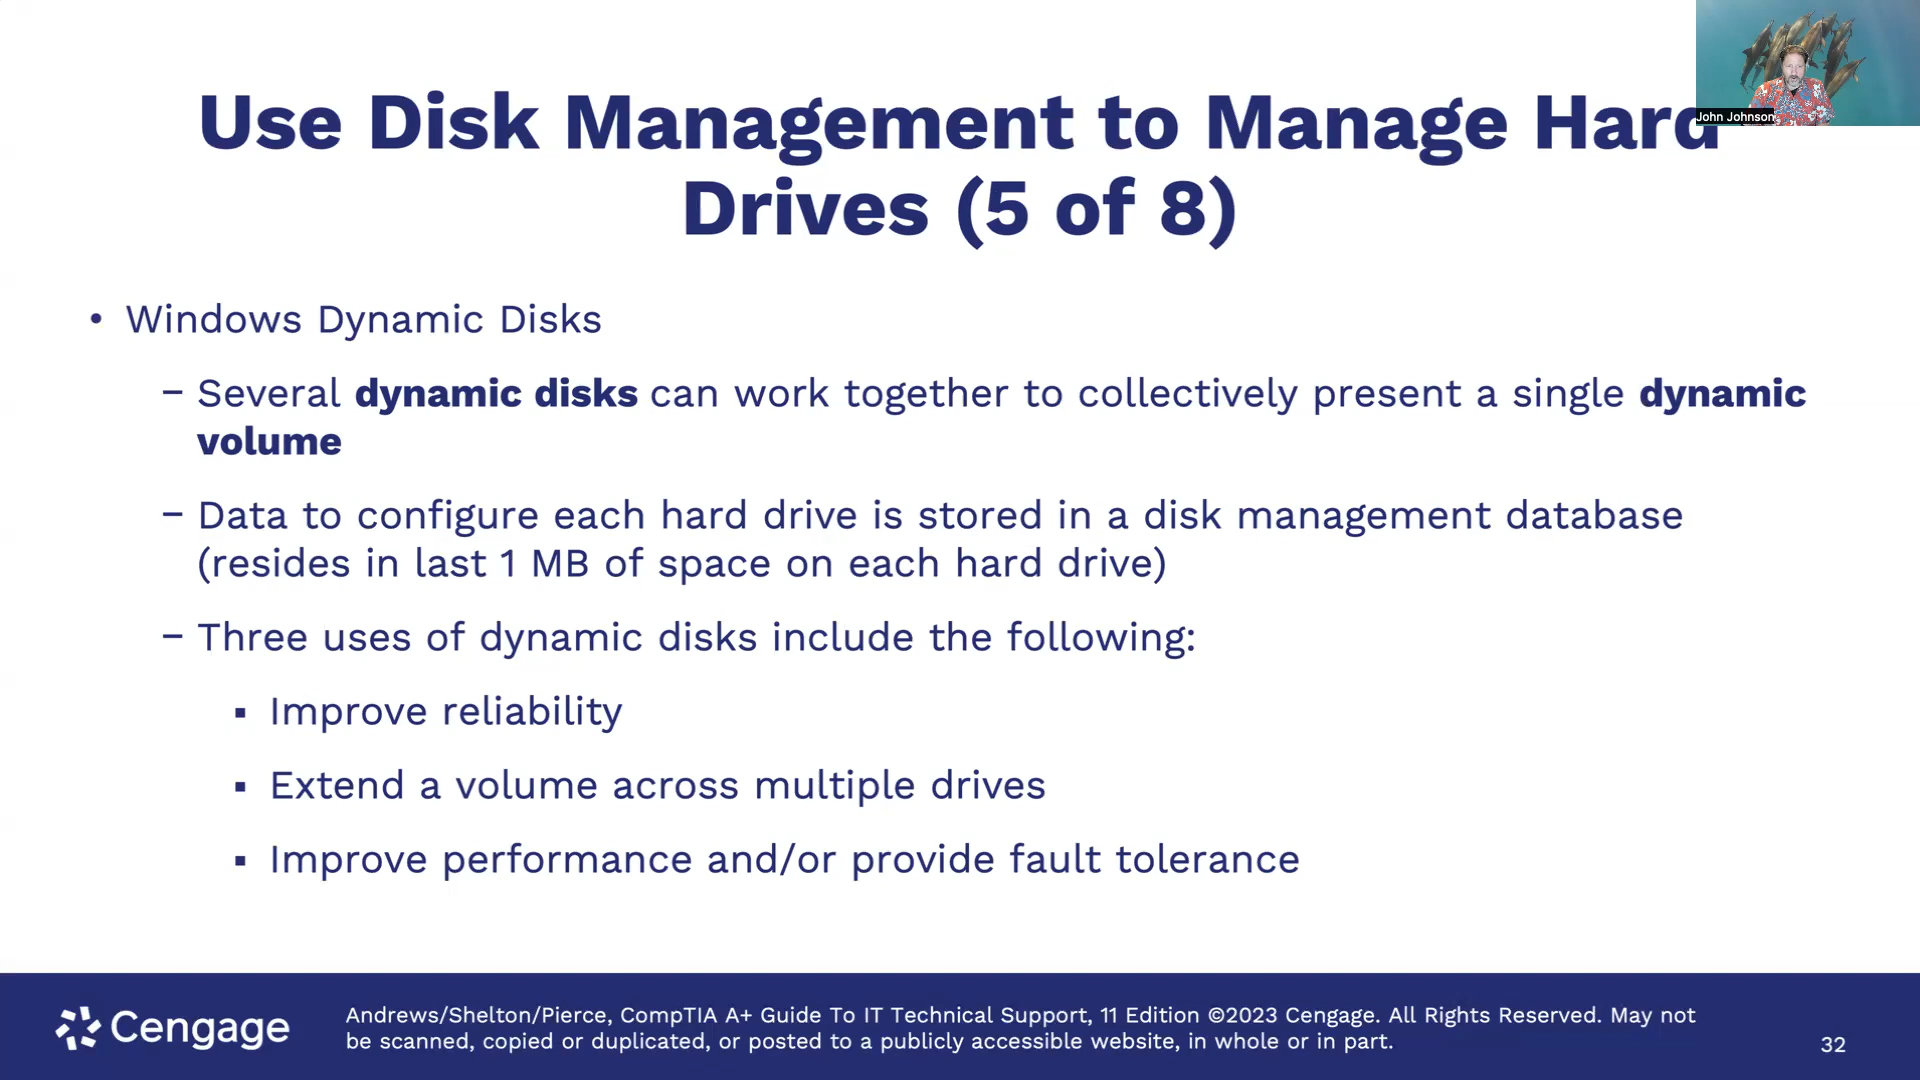 John Johnson
Use Disk Management to Manage Hard
Drives (5 of 8)
• Windows Dynamic Disks
– Several dynamic disks can work together to collectively present a single dynamic
volume
– Data to configure each hard drive is stored in a disk management database
(resides in last 1 MB of space on each hard drive)
– Three uses of dynamic disks include the following:
▪ Improve reliability
▪ Extend a volume across multiple drives
▪ Improve performance and/or provide fault tolerance
Cengage
Andrews/Shelton/Pierce, CompTIA A+ Guide To IT Technical Support, 11 Edition ©2023 Cengage. All Rights Reserved. May not
be scanned, copied or duplicated, or posted to a publicly accessible website, in whole or in part.
32